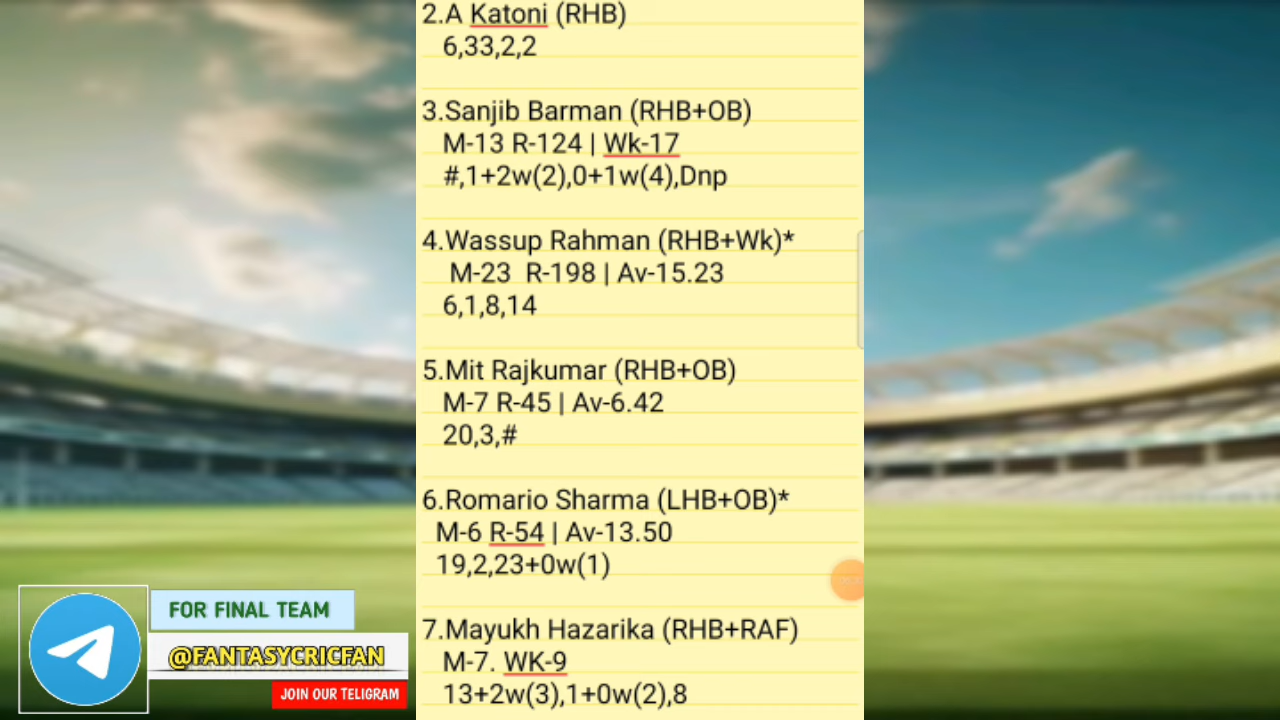 2.A Katoni (RHB)
6,33,2,2
3.Sanjib Barman (RHB+OB)
M-13 R-124 | Wk-17
#,1+2w(2),0+1w(4),Dnp
4.Wassup Rahman (RHB+Wk)*
M-23 R-198 | Av-15.23
6,1,8,14
5.Mit Rajkumar (RHB+OB)
M-7 R-45 | Av-6.42
20,3,#
6.Romario Sharma (LHB+OB)*
M-6 R-54 | Av-13.50
19,2,23+0w(1)
7.Mayukh Hazarika (RHB+RAF)
M-7. WK-9
13+2w(3),1+0w(2),8
FOR FINAL TEAM
@FANTASYCRICFAN
JOIN OUR TELIGRAM